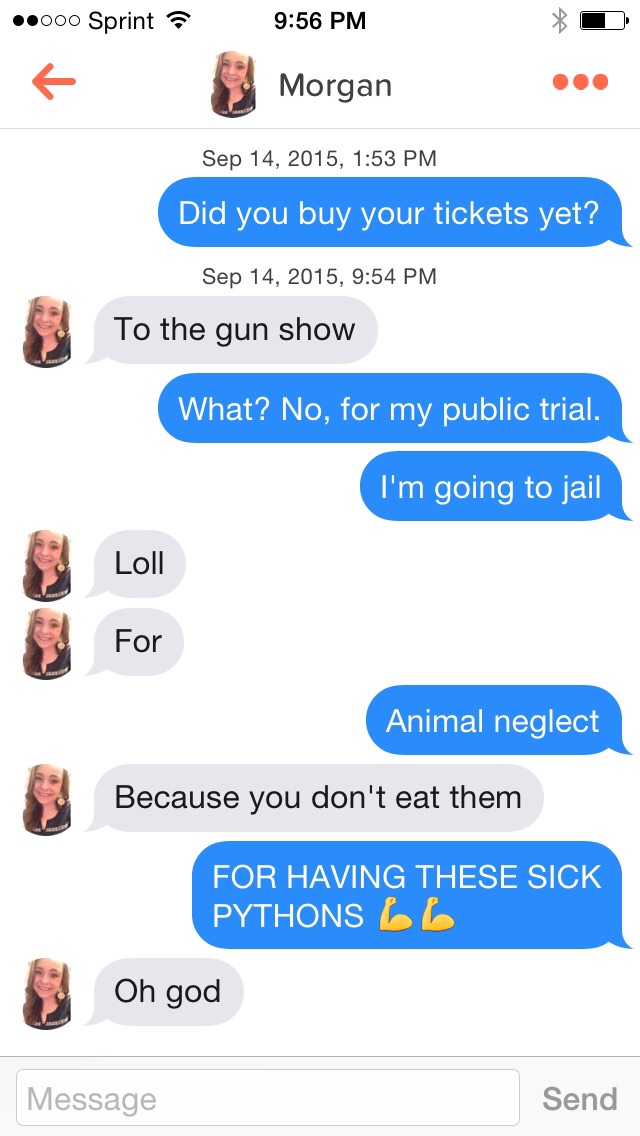 Sprint 9:56 PM
Morgan
Sep 14, 2015, 1:53 PM
Did you buy your tickets yet?
Sep 14, 2015, 9:54 PM
To the gun show
What? No, for my public trial.
I'm going to jail
Loll
For
Animal neglect
Because you don't eat them
FOR HAVING THESE SICK
PYTHONS 💪💪
Oh god
Message Send